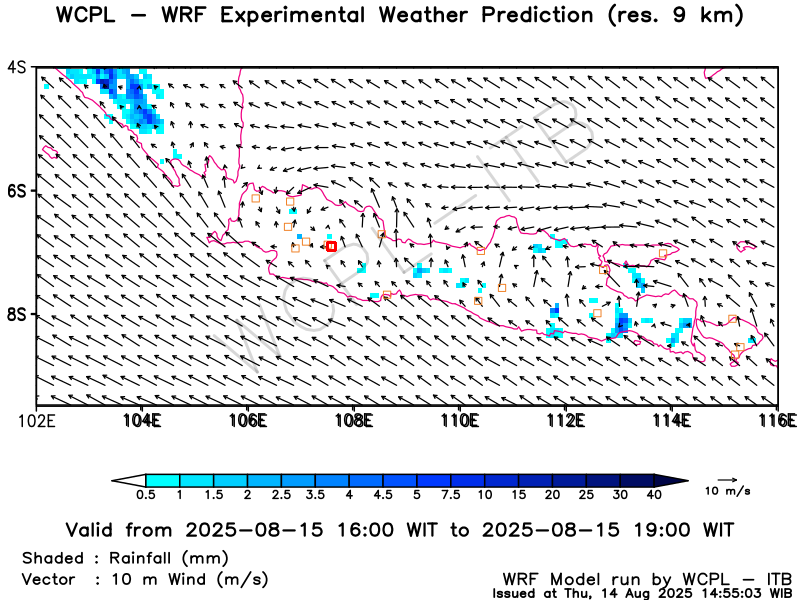 WCPL – WRF Experimental Weather Prediction (res. 9 km)
WCPL–ITB
4S
6S
8S
102E 104E 106E 108E 110E 112E 114E 116E
0.5 1 1.5 2 2.5 3.5 4 4.5 5 7.5 10 15 20 25 30 40
10 m/s
Valid from 2025-08-15 16:00 WIT to 2025-08-15 19:00 WIT
Shaded : Rainfall (mm)
Vector : 10 m Wind (m/s)
WRF Model run by WCPL – ITB
Issued at Thu, 14 Aug 2025 14:55:03 WIB